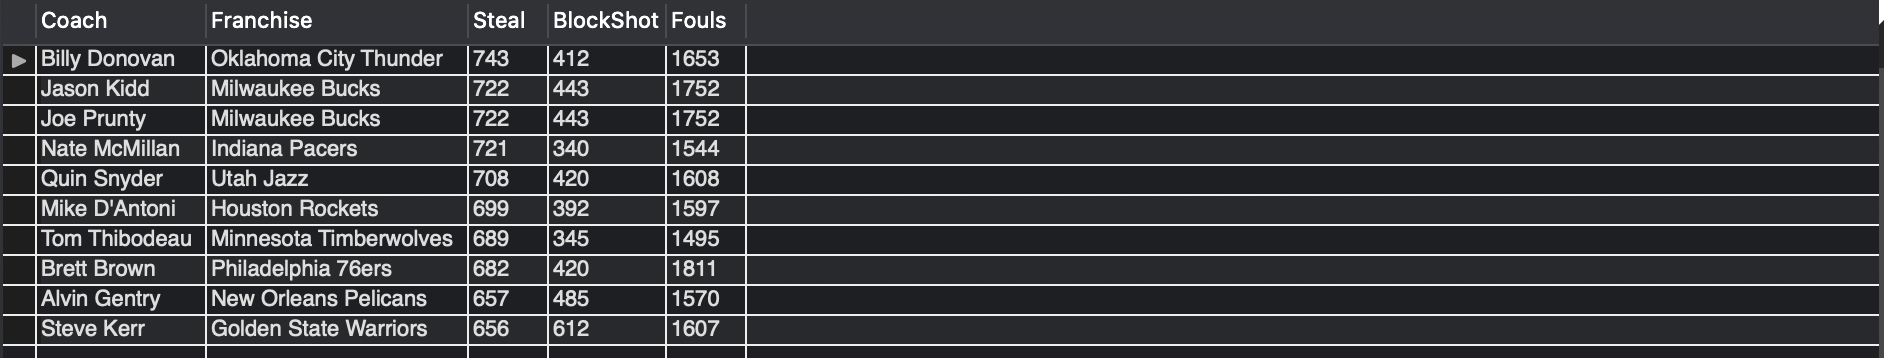 Coach Franchise Steal BlockShot Fouls
Billy Donovan Oklahoma City Thunder 743 412 1653
Jason Kidd Milwaukee Bucks 722 443 1752
Joe Prunty Milwaukee Bucks 722 443 1752
Nate McMillan Indiana Pacers 721 340 1544
Quin Snyder Utah Jazz 708 420 1608
Mike D'Antoni Houston Rockets 699 392 1597
Tom Thibodeau Minnesota Timberwolves 689 345 1495
Brett Brown Philadelphia 76ers 682 420 1811
Alvin Gentry New Orleans Pelicans 657 485 1570
Steve Kerr Golden State Warriors 656 612 1607